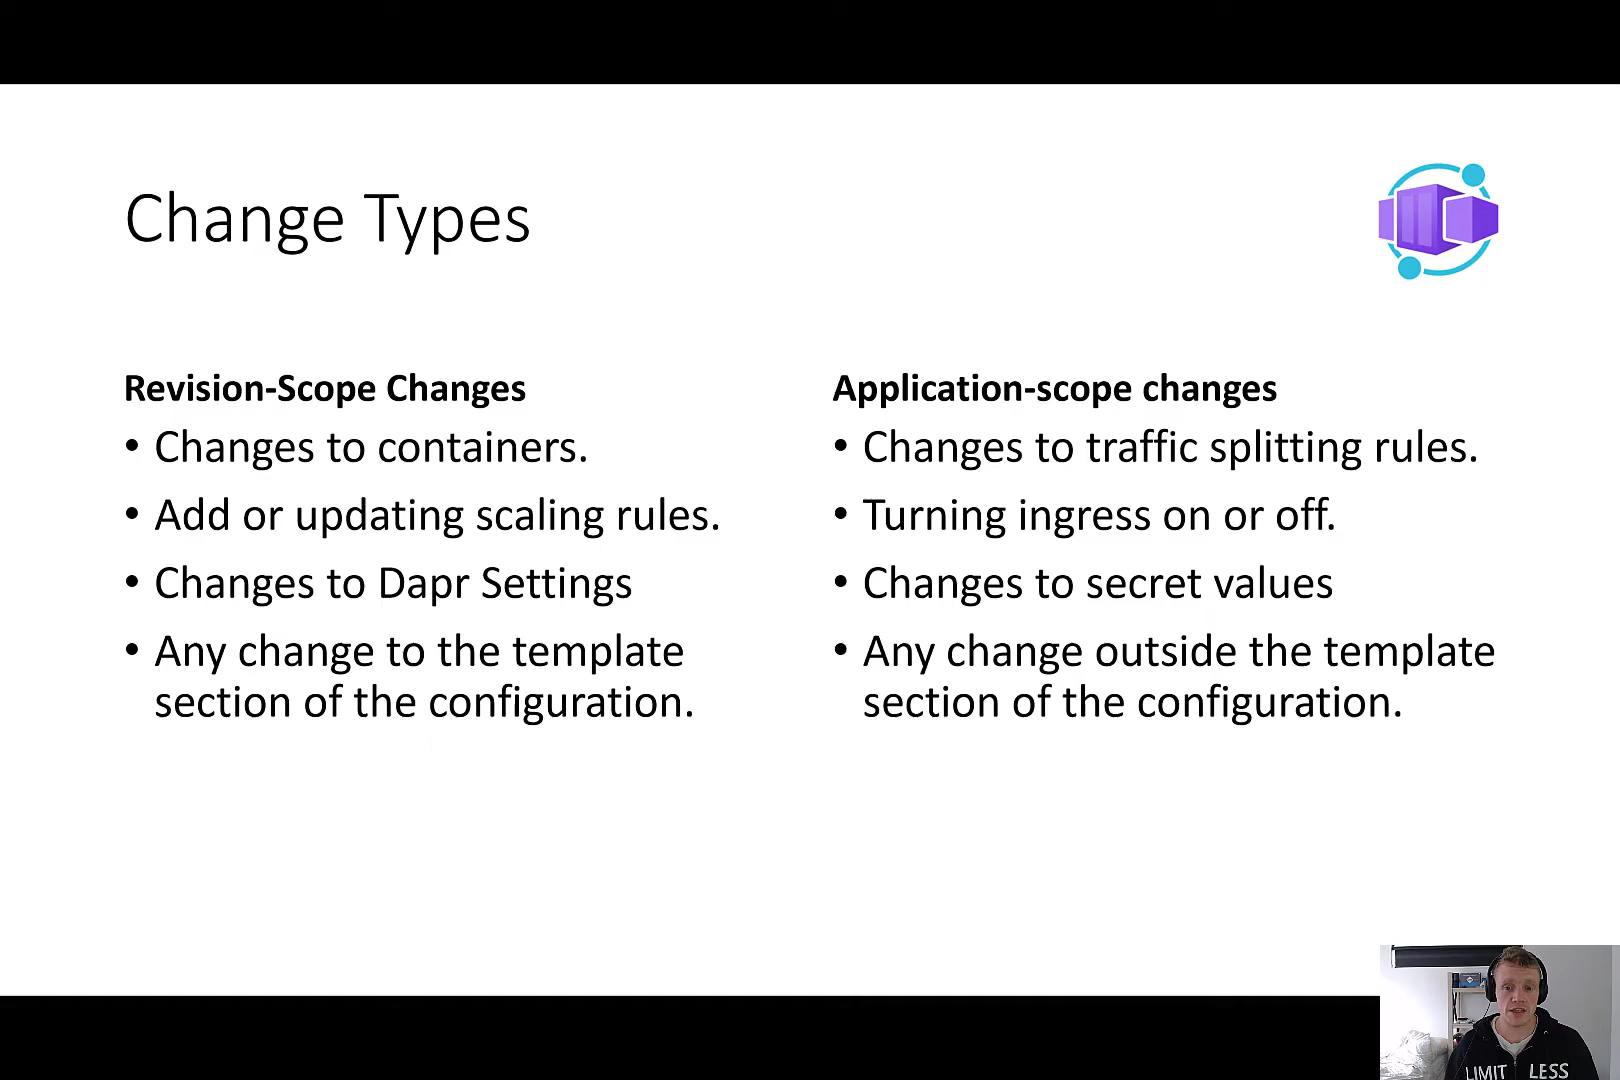 Change Types
Revision-Scope Changes
• Changes to containers.
• Add or updating scaling rules.
• Changes to Dapr Settings
• Any change to the template
section of the configuration.
Application-scope changes
• Changes to traffic splitting rules.
• Turning ingress on or off.
• Changes to secret values
• Any change outside the template
section of the configuration.
LIMIT LESS